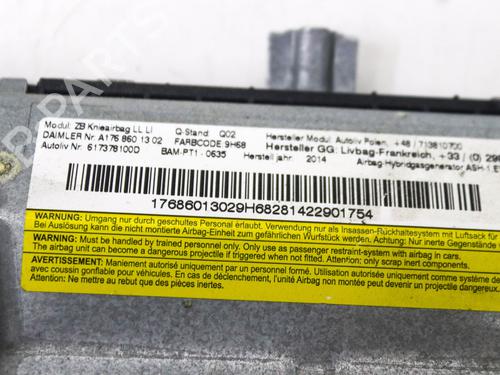 Modul: ZB Knieairbag LL LI Q-Stand: Q02 Hersteller Modul: Autoliv Polen, +48 / 713810700
DAIMLER Nr. A176 860 13 02 FARBCODE 9H68 Hersteller GG: Livbag-Frankreich, +33 / (0) 298
Autoliv Nr. 617378100D BAM-PT1 - 0635 Herstell jahr: 2014 Airbag-Hybridgasgenerator ASH-1.E
17686013029H68281422901754
WARNUNG: Umgang nur durch geschultes Personal. Verwendung nur als Insassen-Rückhaltesystem mit Luftsack für
Bei Auslösung kann die nicht montierte Airbag-Einheit zum gefährlichen Wurfstück werden. Nur inerte Gegenstände
WARNING: Must be handled by trained personnel only. Only use as passenger restraint-system with airbag in cars.
The airbag unit can become a dangerous projectile if triggered when not fitted. Attention: only scrap inert components.
AVERTISSEMENT: Maniement autorisé uniquement par un personnel formé. Utilisation autorisée uniquement comme système de
avec coussin gonflable pour véhicules. En cas de déclenchement, l'unité Airbag non montée peut devenir un projectile dangereux
Attention: Ne mettre au rebut que des pièces inertes.